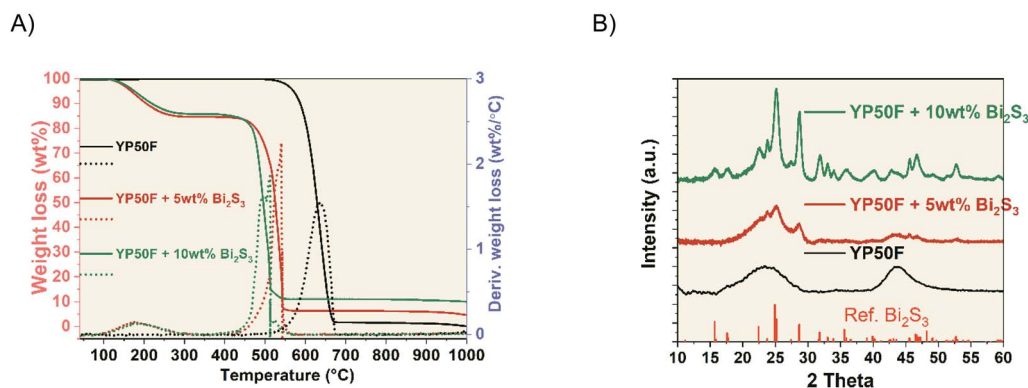 A)
B)
100
90
80
70
60
50
40
30
20
10
0
Weight loss (wt%)
YP50F
YP50F + 5wt% Bi₂S₃
YP50F + 10wt% Bi₂S₃
3
2
1
0
Deriv. weight loss (wt%/°C)
100 200 300 400 500 600 700 800 900 1000
Temperature (°C)
Intensity (a.u.)
YP50F + 10wt% Bi₂S₃
YP50F + 5wt% Bi₂S₃
YP50F
Ref. Bi₂S₃
10 15 20 25 30 35 40 45 50 55 60
2 Theta